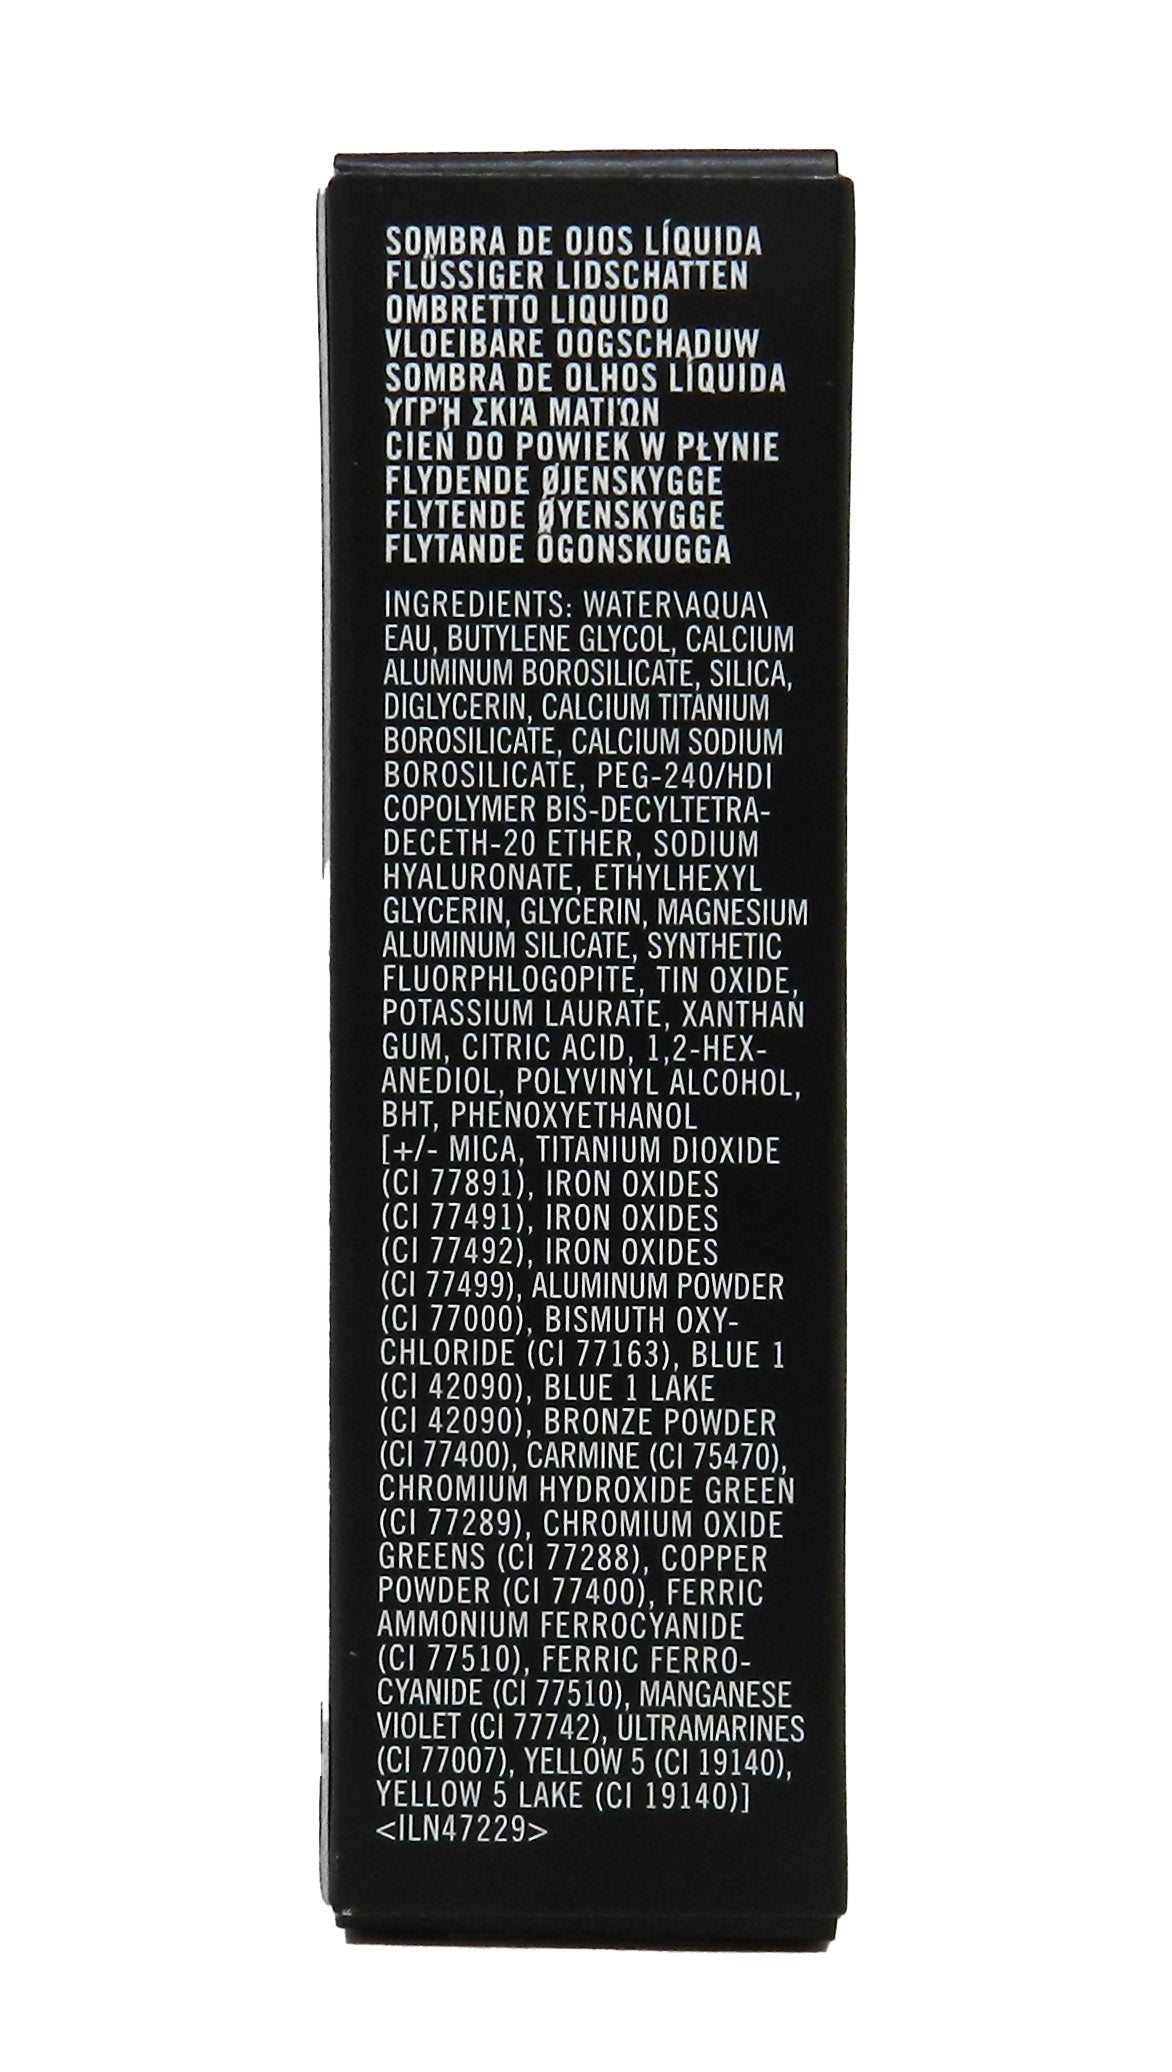 SOMBRA DE OJOS LÍQUIDA
FLÜSSIGER LIDSCHATTEN
OMBRETTO LIQUIDO
VLOEIBARE OOGSCHADUW
SOMBRA DE OLHOS LÍQUIDA
ΥΓΡΉ ΣΚΙΆ ΜΑΤΙΏΝ
CIEŃ DO POWIEK W PŁYNIE
FLYDENDE ØJENSKYGGE
FLYTENDE ØYENSKYGGE
FLYTANDE ÖGONSKUGGA
INGREDIENTS: WATER\AQUA\
EAU, BUTYLENE GLYCOL, CALCIUM
ALUMINUM BOROSILICATE, SILICA,
DIGLYCERIN, CALCIUM TITANIUM
BOROSILICATE, CALCIUM SODIUM
BOROSILICATE, PEG-240/HDI
COPOLYMER BIS-DECYLTETRA-
DECETH-20 ETHER, SODIUM
HYALURONATE, ETHYLHEXYL
GLYCERIN, GLYCERIN, MAGNESIUM
ALUMINUM SILICATE, SYNTHETIC
FLUORPHLOGOPITE, TIN OXIDE,
POTASSIUM LAURATE, XANTHAN
GUM, CITRIC ACID, 1,2-HEX-
ANEDIOL, POLYVINYL ALCOHOL,
BHT, PHENOXYETHANOL
[+/- MICA, TITANIUM DIOXIDE
(CI 77891), IRON OXIDES
(CI 77491), IRON OXIDES
(CI 77492), IRON OXIDES
(CI 77499), ALUMINUM POWDER
(CI 77000), BISMUTH OXY-
CHLORIDE (CI 77163), BLUE 1
(CI 42090), BLUE 1 LAKE
(CI 42090), BRONZE POWDER
(CI 77400), CARMINE (CI 75470),
CHROMIUM HYDROXIDE GREEN
(CI 77289), CHROMIUM OXIDE
GREENS (CI 77288), COPPER
POWDER (CI 77400), FERRIC
AMMONIUM FERROCYANIDE
(CI 77510), FERRIC FERRO-
CYANIDE (CI 77510), MANGANESE
VIOLET (CI 77742), ULTRAMARINES
(CI 77007), YELLOW 5 (CI 19140),
YELLOW 5 LAKE (CI 19140)]
<ILN47229>